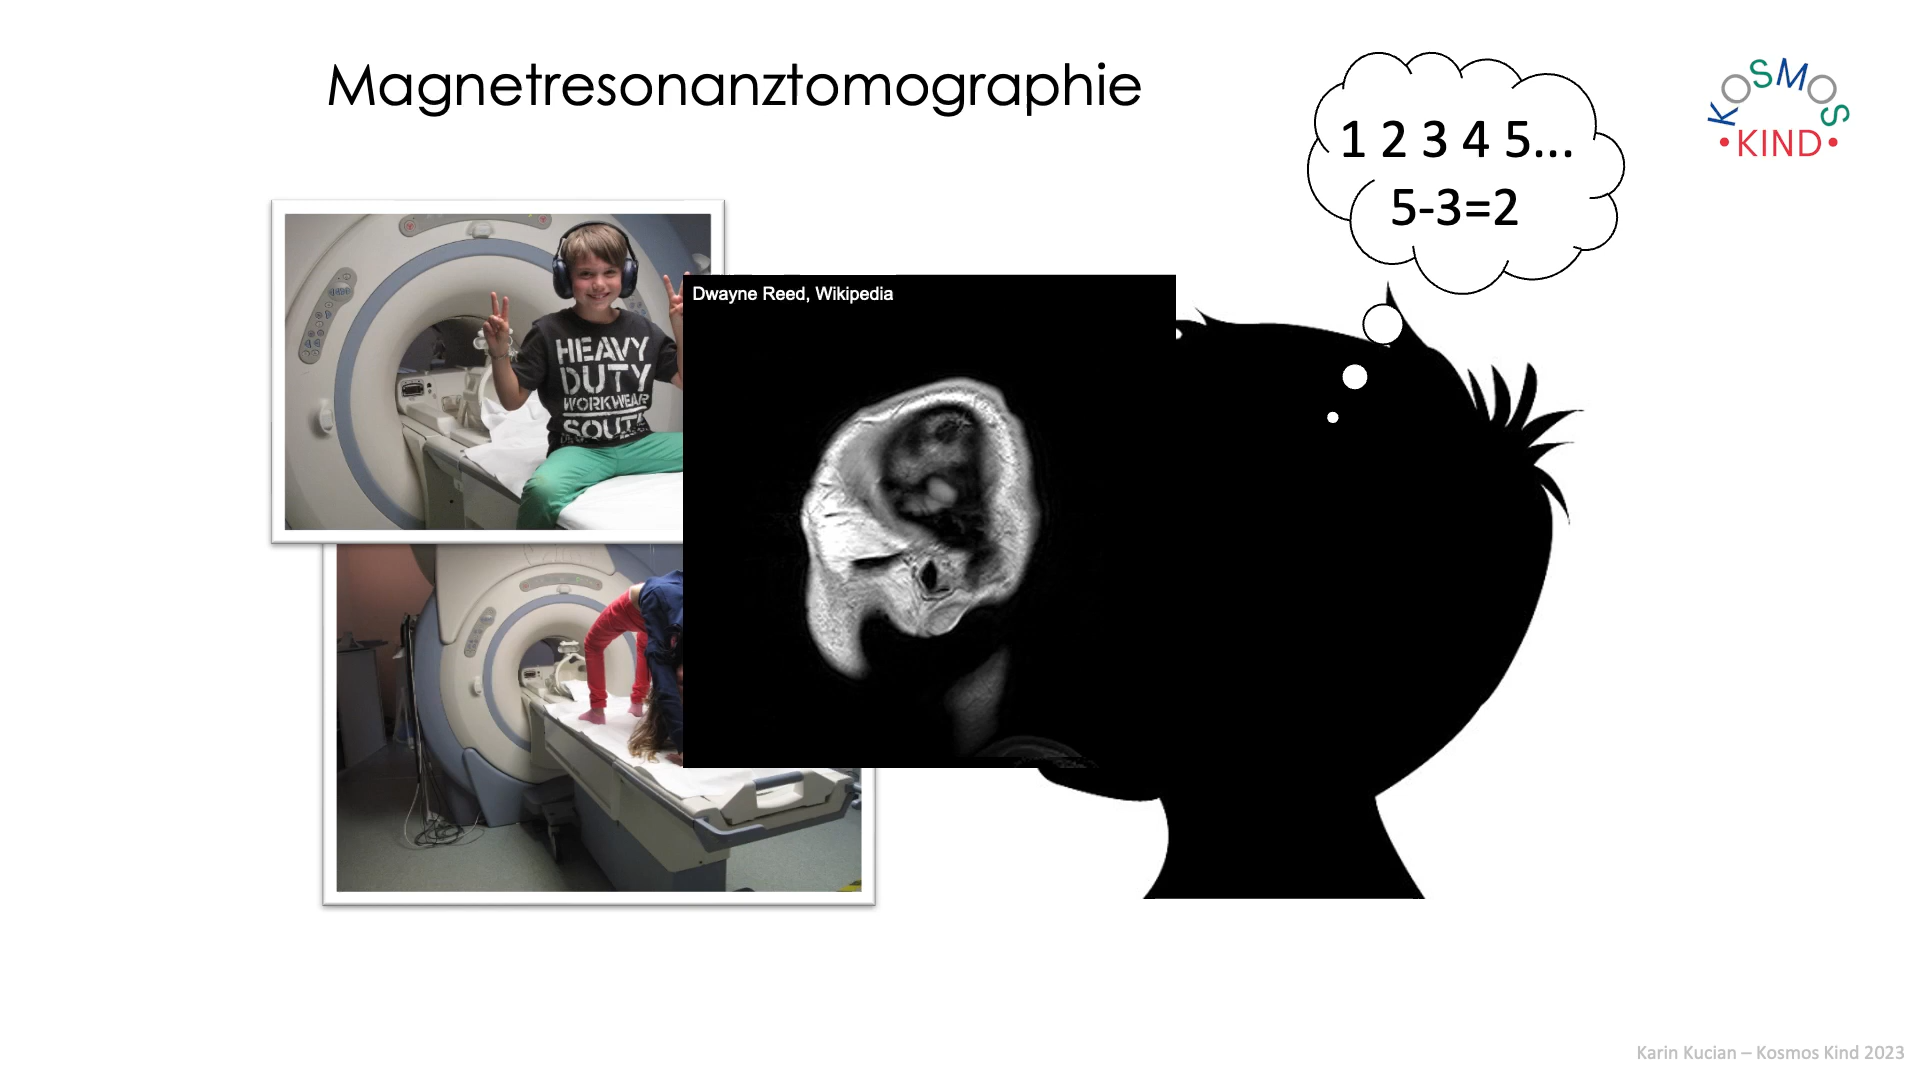 Magnetresonanztomographie
1 2 3 4 5...
5-3=2
KOSMOS
•KIND•
Dwayne Reed, Wikipedia
HEAVY
DUTY
WORKWEAR
SOUTH
Karin Kucian – Kosmos Kind 2023